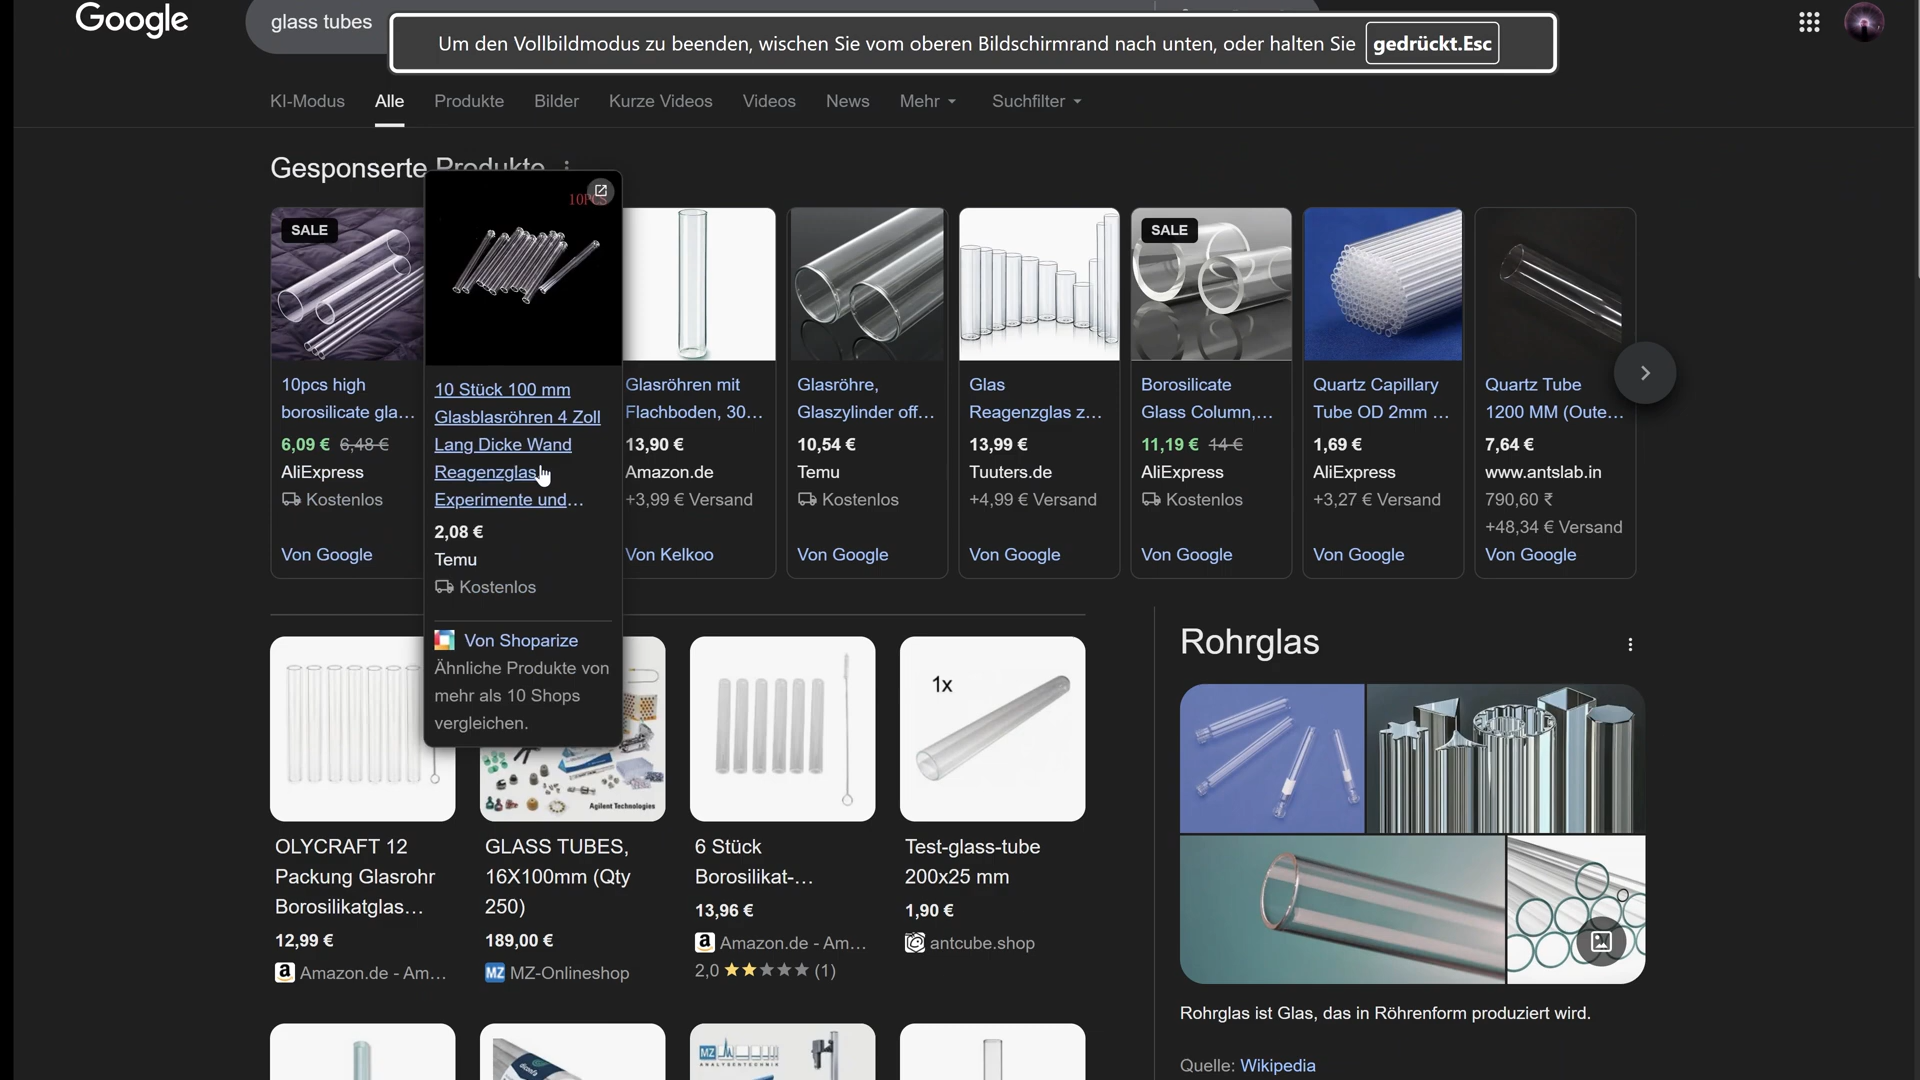 Google
glass tubes
Um den Vollbildmodus zu beenden, wischen Sie vom oberen Bildschirmrand nach unten, oder halten Sie gedrückt.Esc
KI-Modus
Alle
Produkte
Bilder
Kurze Videos
Videos
News
Mehr
Suchfilter
Gesponserte Produkte
SALE
10pcs high
borosilicate gla...
6,09 € 6,48 €
AliExpress
Kostenlos
Von Google
10 Stück 100 mm
Glasblasröhren 4 Zoll
Lang Dicke Wand
Reagenzglas
Experimente und...
2,08 €
Temu
Kostenlos
Von Shoparize
Ähnliche Produkte von
mehr als 10 Shops
vergleichen.
Glasröhren mit
Flachboden, 30...
13,90 €
Amazon.de
+3,99 € Versand
Von Kelkoo
Glasröhre,
Glaszylinder off...
10,54 €
Temu
Kostenlos
Von Google
Glas
Reagenzglas z...
13,99 €
Tuuters.de
+4,99 € Versand
Von Google
SALE
Borosilicate
Glass Column,...
11,19 € 14 €
AliExpress
Kostenlos
Von Google
Quartz Capillary
Tube OD 2mm ...
1,69 €
AliExpress
+3,27 € Versand
Von Google
Quartz Tube
1200 MM (Oute...
7,64 €
www.antslab.in
790,60 ₹
+48,34 € Versand
Von Google
OLYCRAFT 12
Packung Glasrohr
Borosilikatglas...
12,99 €
a Amazon.de - Am...
Agilent Technologies
GLASS TUBES,
16X100mm (Qty
250)
189,00 €
MZ MZ-Onlineshop
6 Stück
Borosilikat-...
13,96 €
a Amazon.de - Am...
2,0 (1)
1x
Test-glass-tube
200x25 mm
1,90 €
antcube.shop
MZ
ANALYSENTECHNIK
Rohrglas
Rohrglas ist Glas, das in Röhrenform produziert wird.
Quelle: Wikipedia